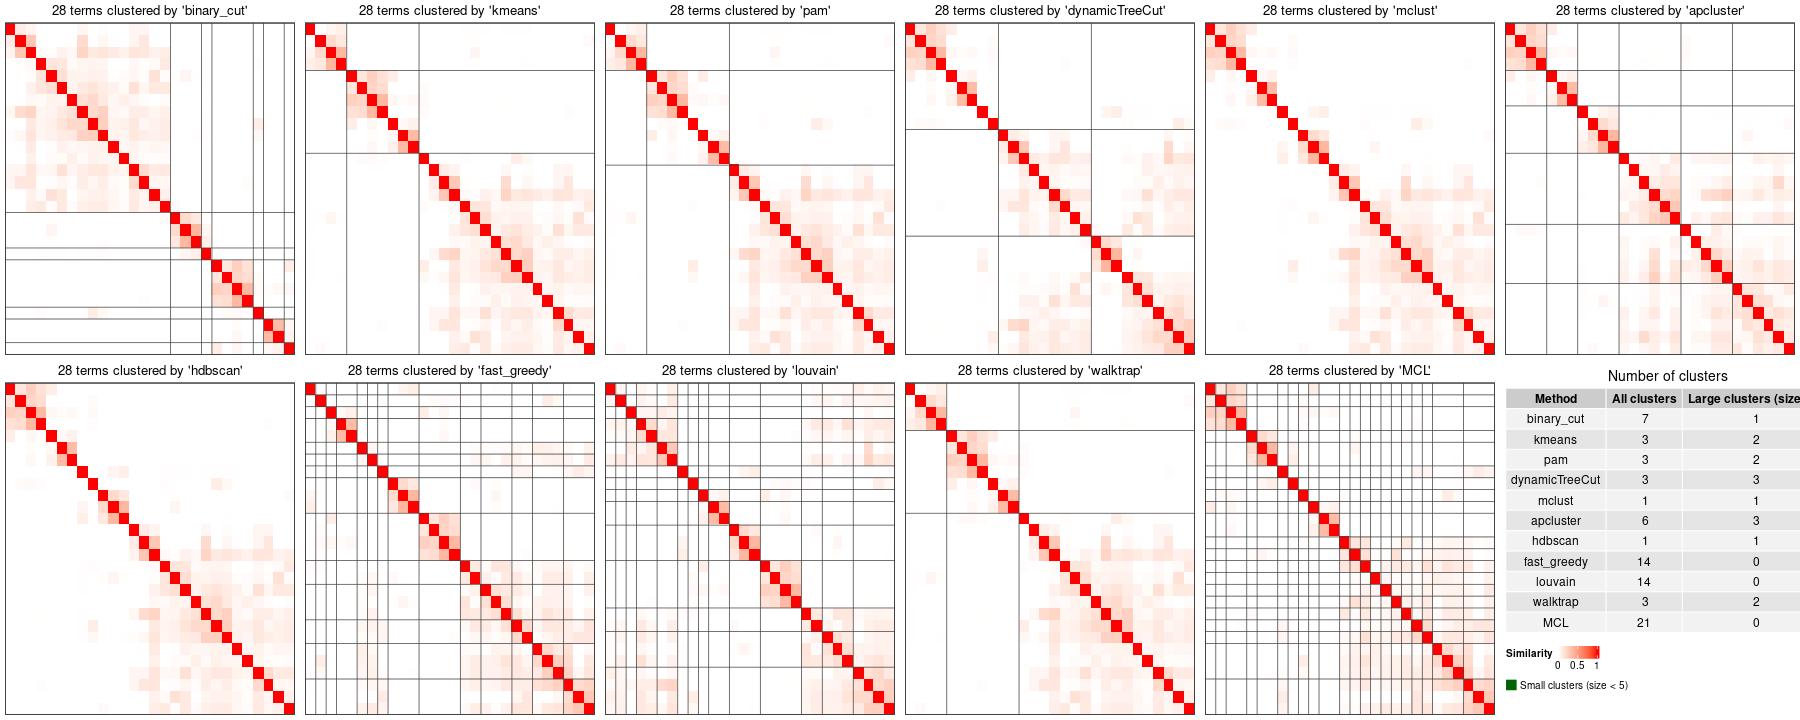 28 terms clustered by 'binary_cut'
28 terms clustered by 'kmeans'
28 terms clustered by 'pam'
28 terms clustered by 'dynamicTreeCut'
28 terms clustered by 'mclust'
28 terms clustered by 'apcluster'
28 terms clustered by 'hdbscan'
28 terms clustered by 'fast_greedy'
28 terms clustered by 'louvain'
28 terms clustered by 'walktrap'
28 terms clustered by 'MCL'
Number of clusters
Method All clusters Large clusters (size
binary_cut 7 1
kmeans 3 2
pam 3 2
dynamicTreeCut 3 3
mclust 1 1
apcluster 6 3
hdbscan 1 1
fast_greedy 14 0
louvain 14 0
walktrap 3 2
MCL 21 0
Similarity
0 0.5 1
Small clusters (size < 5)